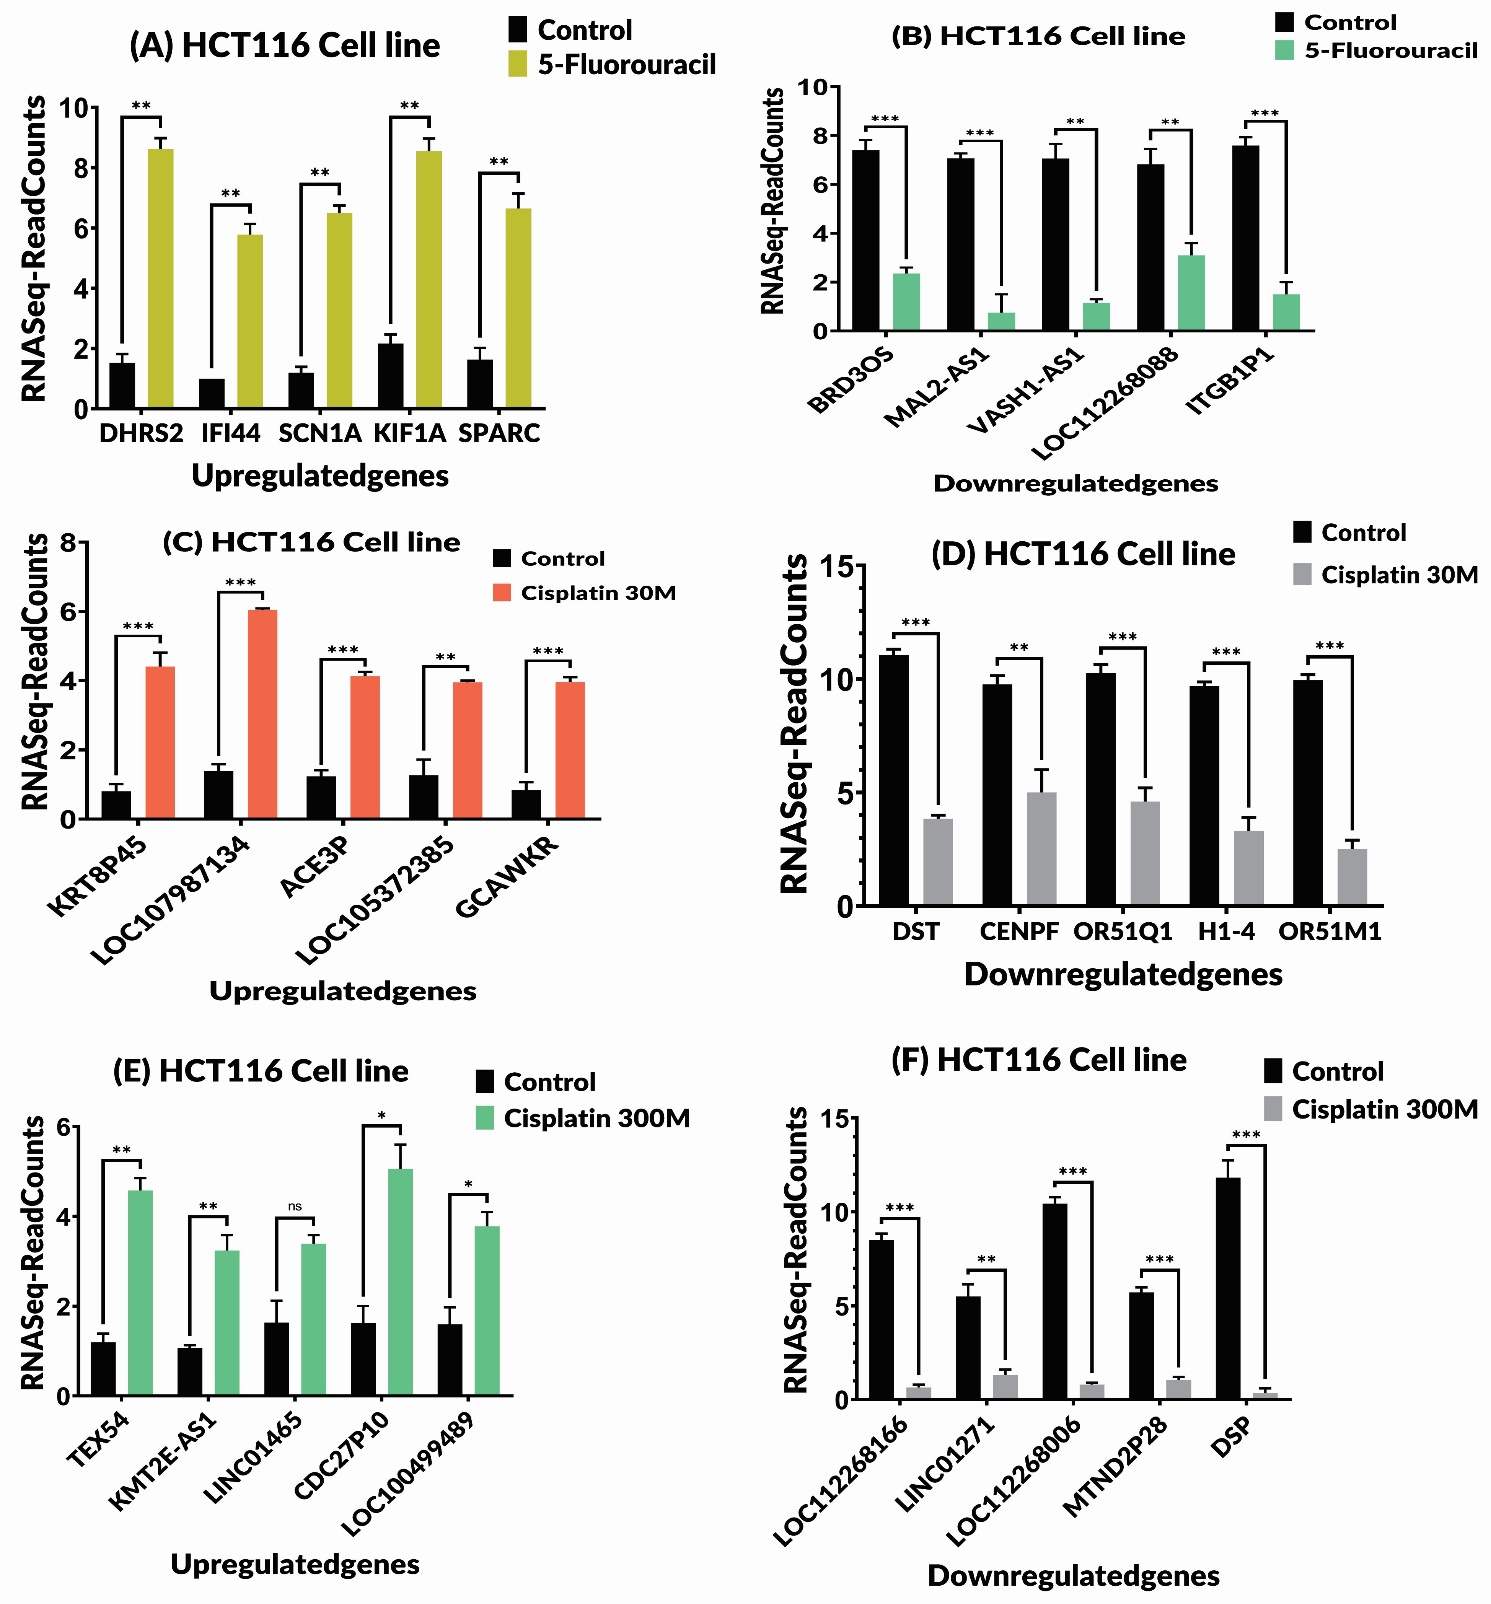 (A) HCT116 Cell line
Control
5-Fluorouracil
RNASeq-ReadCounts
10
8
6
4
2
0
**
**
**
**
**
DHRS2 IFI44 SCN1A KIF1A SPARC
Upregulatedgenes
(B) HCT116 Cell line
Control
5-Fluorouracil
RNASeq-ReadCounts
10
8
6
4
2
0
***
***
**
**
***
BRD3OS
MAL2-AS1
VASH1-AS1
LOC112268088
ITGB1P1
Downregulatedgenes
(C) HCT116 Cell line
Control
Cisplatin 30M
RNASeq-ReadCounts
8
6
4
2
0
***
***
***
**
***
KRT8P45
LOC107987134
ACE3P
LOC105372385
GCAWKR
Upregulatedgenes
(D) HCT116 Cell line
Control
Cisplatin 30M
RNASeq-ReadCounts
15
10
5
0
***
**
***
***
***
DST CENPF OR51Q1 H1-4 OR51M1
Downregulatedgenes
(E) HCT116 Cell line
Control
Cisplatin 300M
RNASeq-ReadCounts
6
4
2
0
**
**
ns
*
*
TEX54
KMT2E-AS1
LINC01465
CDC27P10
LOC100499489
Upregulatedgenes
(F) HCT116 Cell line
Control
Cisplatin 300M
RNASeq-ReadCounts
15
10
5
0
***
**
***
***
***
LOC112268166
LINC01271
LOC112268006
MTND2P28
DSP
Downregulatedgenes